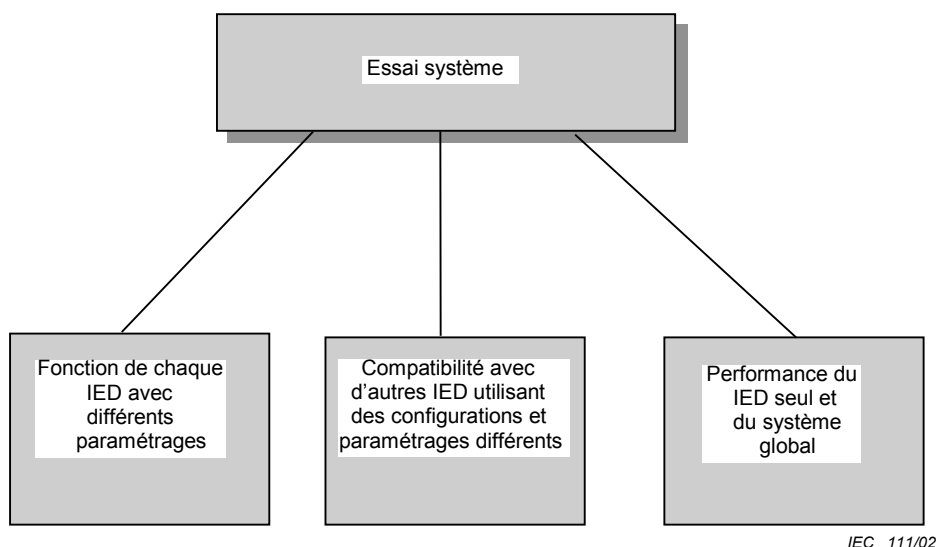 Essai système
Fonction de chaque
IED avec
différents
paramétrages
Compatibilité avec
d'autres IED utilisant
des configurations et
paramétrages différents
Performance du
IED seul et
du système
global
IEC 111/02